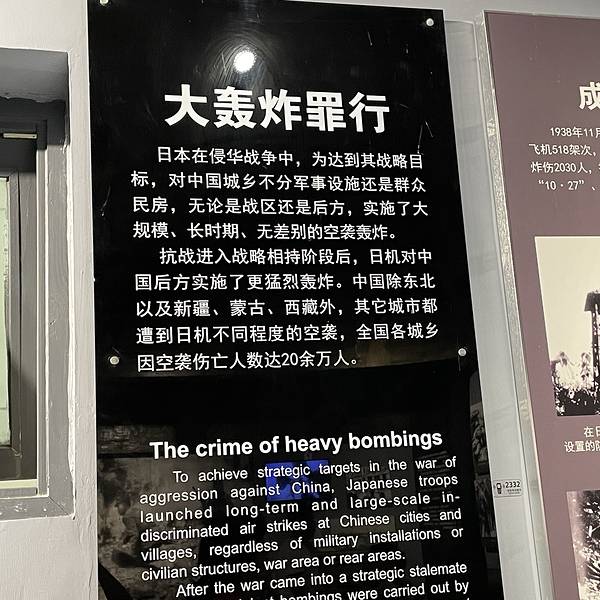 大轰炸罪行
日本在侵华战争中，为达到其战略目
标，对中国城乡不分军事设施还是群众
民房，无论是战区还是后方，实施了大
规模、长时期、无差别的空袭轰炸。
抗战进入战略相持阶段后，日机对中
国后方实施了更猛烈轰炸。中国除东北
以及新疆、蒙古、西藏外，其它城市都
遭到日机不同程度的空袭，全国各城乡
因空袭伤亡人数达20余万人。
The crime of heavy bombings
To achieve strategic targets in the war of
aggression against China, Japanese troops
launched long-term and large-scale in-
discriminated air strikes at Chinese cities and
villages, regardless of military installations or
civilian structures, war area or rear areas.
After the war came into a strategic stalemate
bombings were carried out by
2332
成
1938年11月
飞机518架次，
炸伤2030人，
“10·27”、
在日
设置的防